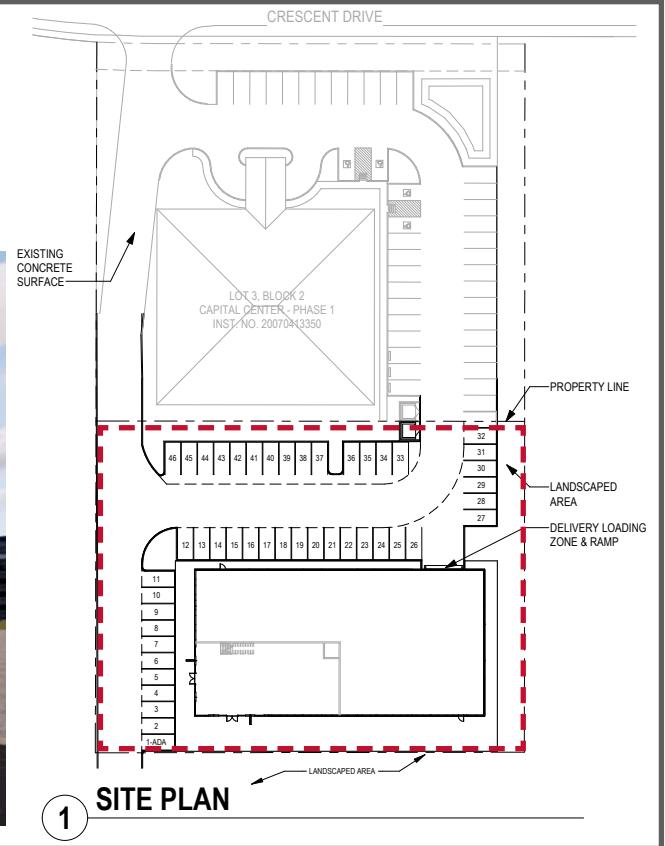 CRESCENT DRIVE
EXISTING
CONCRETE
SURFACE
LOT 3, BLOCK 2
CAPITAL CENTER - PHASE 1
INST. NO. 20070413350
PROPERTY LINE
46 45 44 43 42 41 40 39 38 37 36 35 34 33
32
31
30
29
28
27
LANDSCAPED
AREA
DELIVERY LOADING
ZONE & RAMP
12 13 14 15 16 17 18 19 20 21 22 23 24 25 26
11
10
9
8
7
6
5
4
3
2
1-ADA
LANDSCAPED AREA
1 SITE PLAN